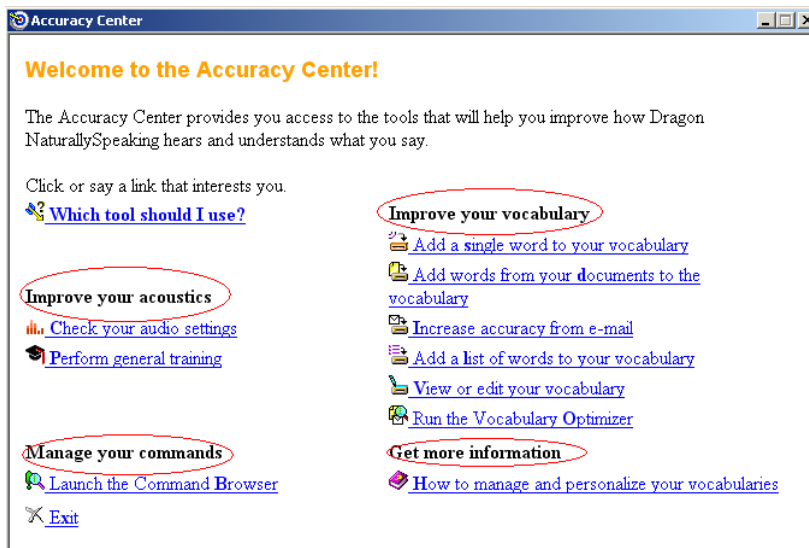 Accuracy Center
Welcome to the Accuracy Center!
The Accuracy Center provides you access to the tools that will help you improve how Dragon
NaturallySpeaking hears and understands what you say.
Click or say a link that interests you.
Which tool should I use?
Improve your acoustics
Check your audio settings
Perform general training
Manage your commands
Launch the Command Browser
Exit
Improve your vocabulary
Add a single word to your vocabulary
Add words from your documents to the
vocabulary
Increase accuracy from e-mail
Add a list of words to your vocabulary
View or edit your vocabulary
Run the Vocabulary Optimizer
Get more information
How to manage and personalize your vocabularies